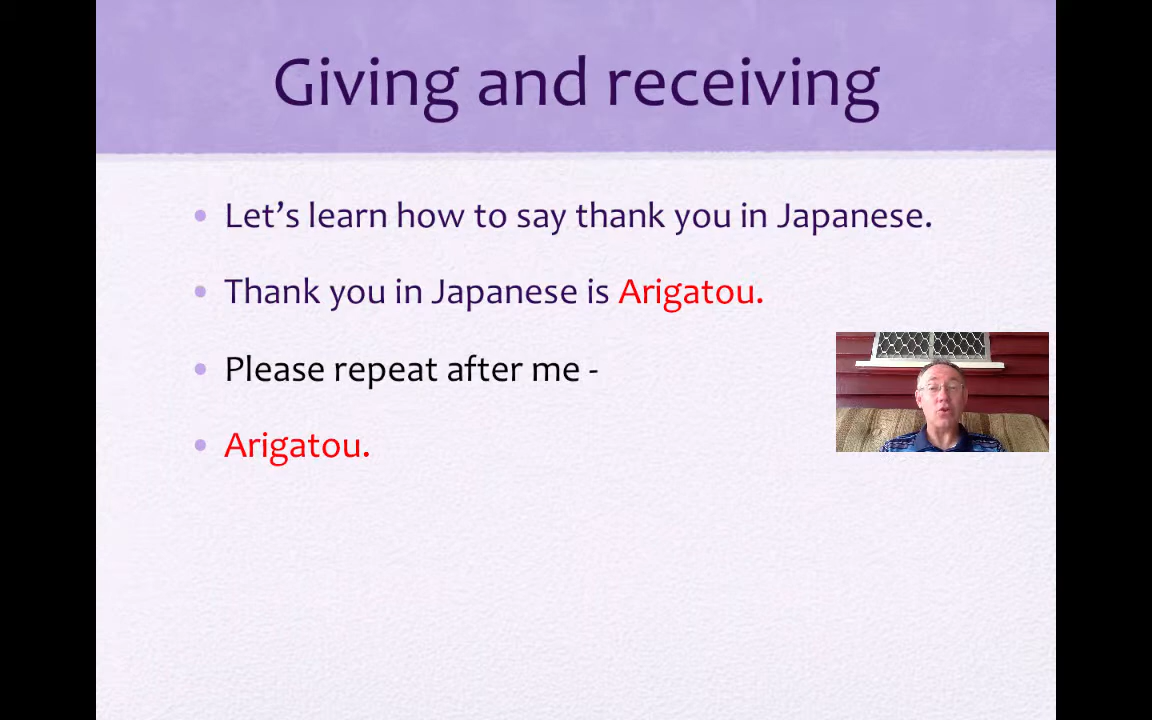 Giving and receiving
Let’s learn how to say thank you in Japanese.
Thank you in Japanese is Arigatou.
Please repeat after me -
Arigatou.